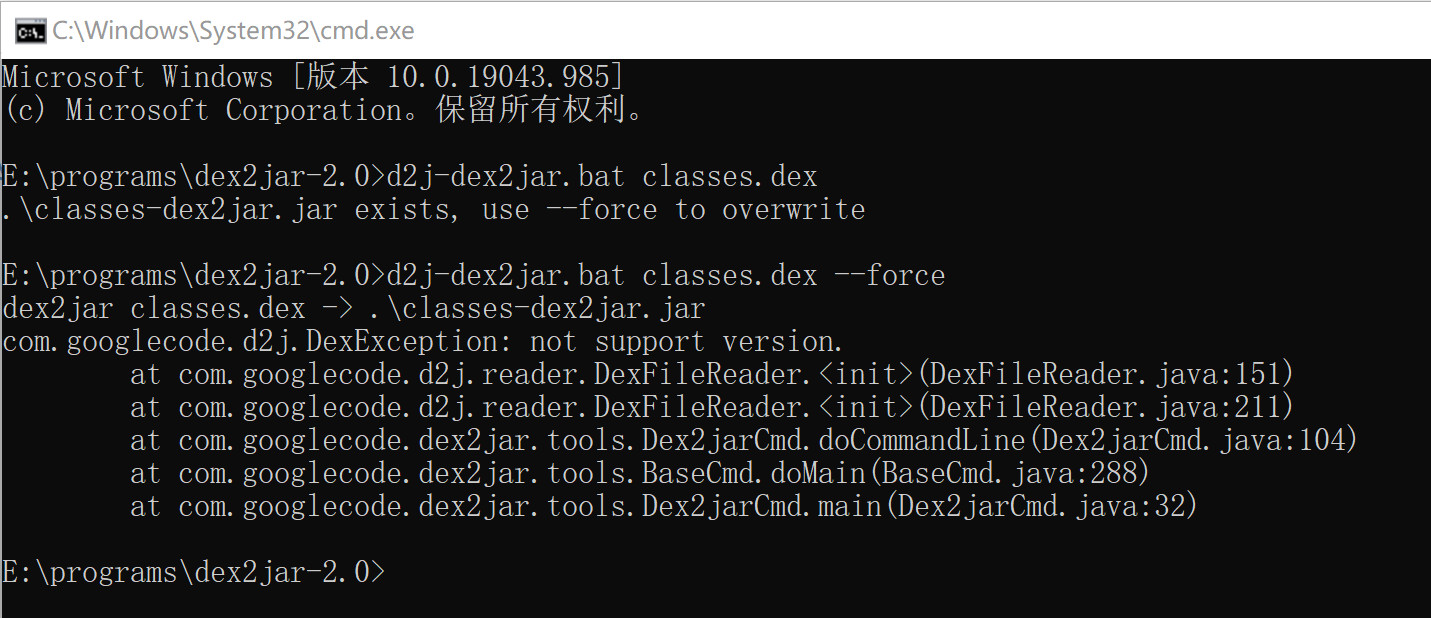 C:\Windows\System32\cmd.exe
Microsoft Windows [版本 10.0.19043.985]
(c) Microsoft Corporation。保留所有权利。
E:\programs\dex2jar-2.0>d2j-dex2jar.bat classes.dex
.\classes-dex2jar.jar exists, use --force to overwrite
E:\programs\dex2jar-2.0>d2j-dex2jar.bat classes.dex --force
dex2jar classes.dex -> .\classes-dex2jar.jar
com.googlecode.d2j.DexException: not support version.
        at com.googlecode.d2j.reader.DexFileReader.<init>(DexFileReader.java:151)
        at com.googlecode.d2j.reader.DexFileReader.<init>(DexFileReader.java:211)
        at com.googlecode.dex2jar.tools.Dex2jarCmd.doCommandLine(Dex2jarCmd.java:104)
        at com.googlecode.dex2jar.tools.BaseCmd.doMain(BaseCmd.java:288)
        at com.googlecode.dex2jar.tools.Dex2jarCmd.main(Dex2jarCmd.java:32)
E:\programs\dex2jar-2.0>